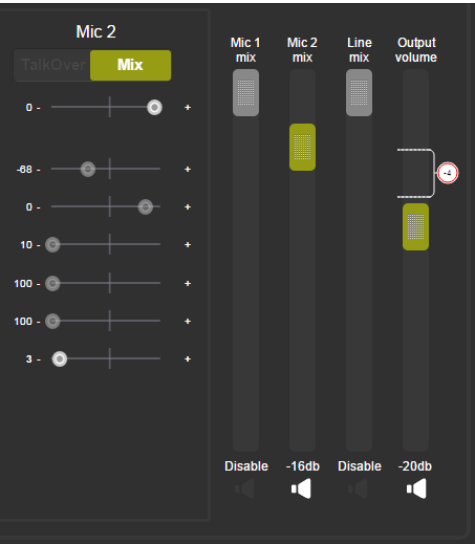 Mic 2
TalkOver Mix
0 - +
-68 - +
0 - +
10 - +
100 - +
100 - +
3 - +
Mic 1 mix
Mic 2 mix
Line mix
Output volume
-4
Disable -16db Disable -20db